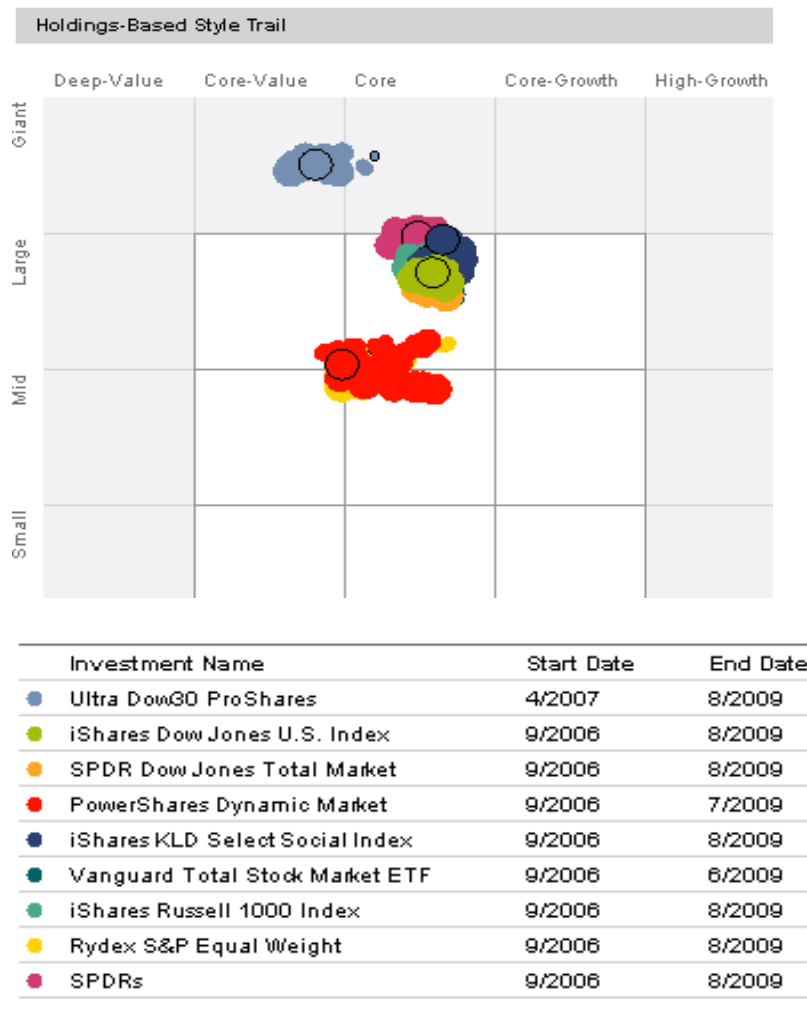 Holdings-Based Style Trail
Deep-Value Core-Value Core Core-Growth High-Growth
Giant
Large
Mid
Small
Investment Name Start Date End Date
Ultra Dow30 ProShares 4/2007 8/2009
iShares Dow Jones U.S. Index 9/2006 8/2009
SPDR Dow Jones Total Market 9/2006 8/2009
PowerShares Dynamic Market 9/2006 7/2009
iShares KLD Select Social Index 9/2006 8/2009
Vanguard Total Stock Market ETF 9/2006 6/2009
iShares Russell 1000 Index 9/2006 8/2009
Rydex S&P Equal Weight 9/2006 8/2009
SPDRs 9/2006 8/2009